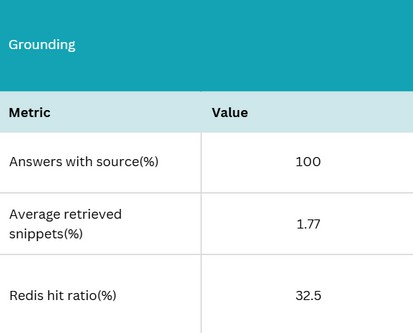 Grounding
Metric Value
Answers with source(%) 100
Average retrieved
snippets(%) 1.77
Redis hit ratio(%) 32.5